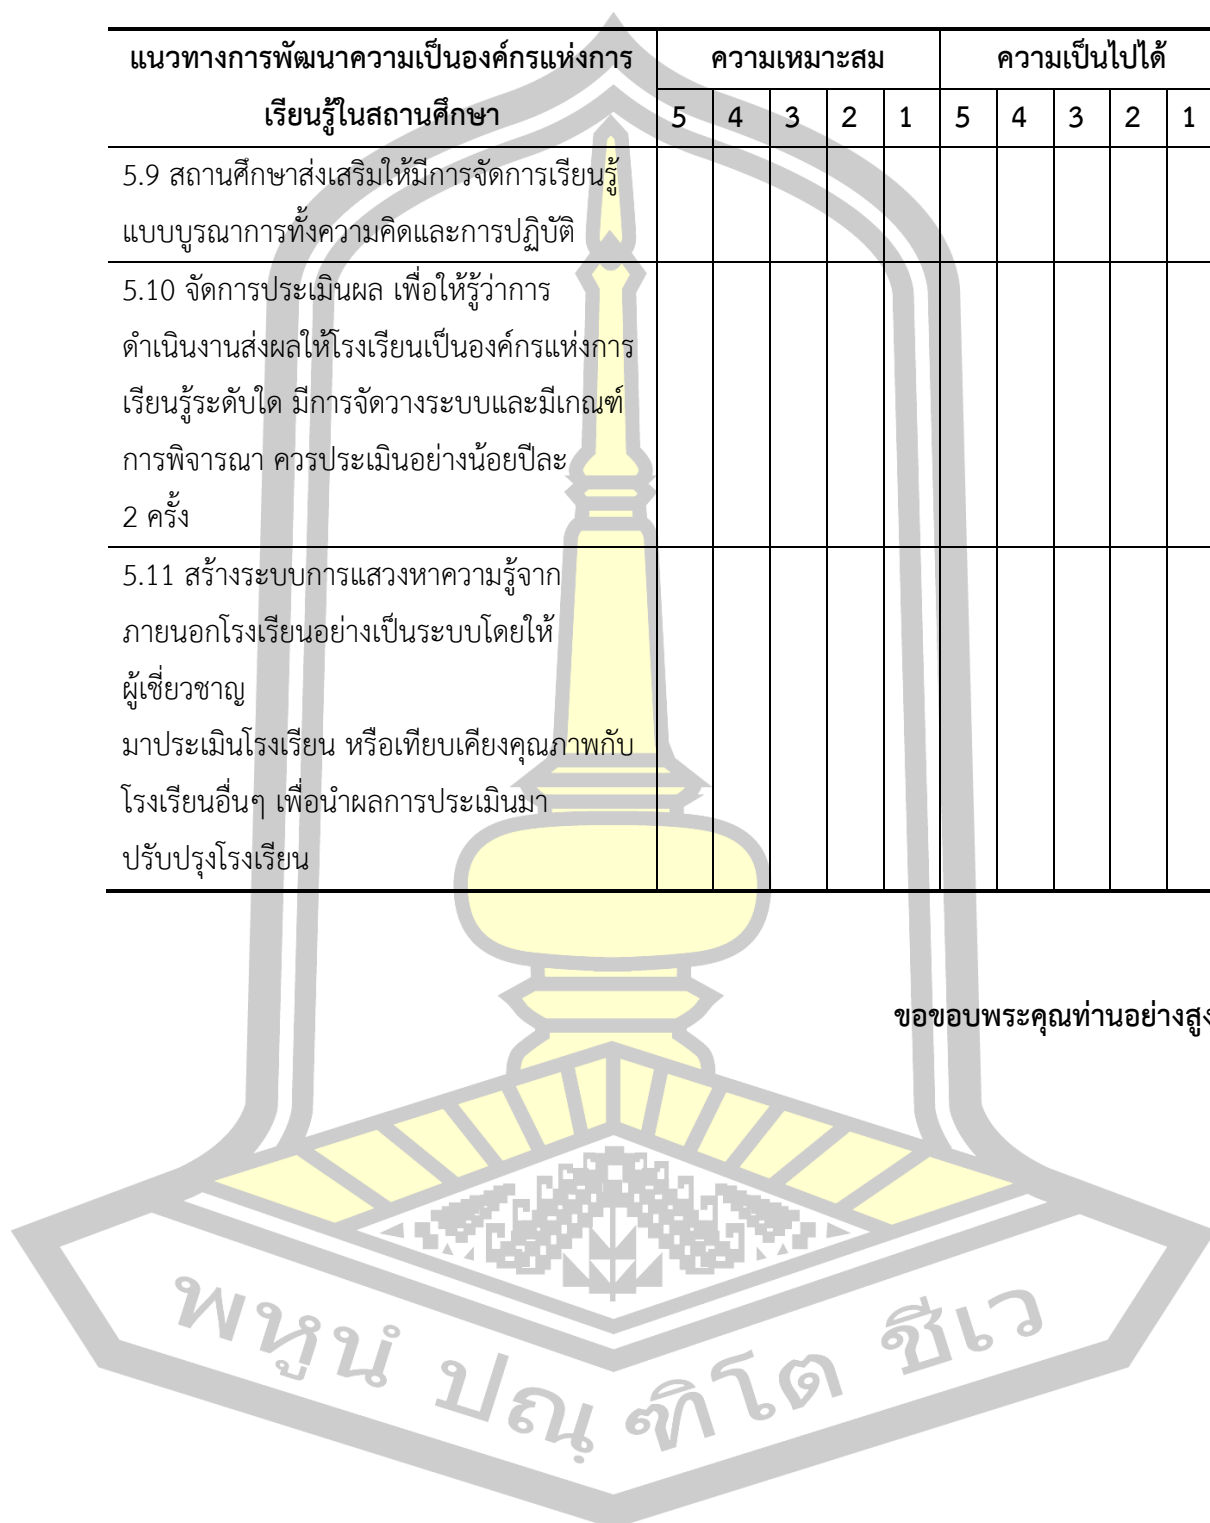 แนวทางการพัฒนาความเป็นองค์กรแห่งการ ความเหมาะสม ความเป็นไปได้
เรียนรู้ในสถานศึกษา 5 4 3 2 1 5 4 3 2 1
5.9 สถานศึกษาส่งเสริมให้มีการจัดการเรียนรู้
แบบบูรณาการทั้งความคิดและการปฏิบัติ
5.10 จัดการประเมินผล เพื่อให้รู้ว่าการ
ดำเนินงานส่งผลให้โรงเรียนเป็นองค์กรแห่งการ
เรียนรู้ระดับใด มีการจัดวางระบบและมีเกณฑ์
การพิจารณา ควรประเมินอย่างน้อยปีละ
2 ครั้ง
5.11 สร้างระบบการแสวงหาความรู้จาก
ภายนอกโรงเรียนอย่างเป็นระบบโดยให้
ผู้เชี่ยวชาญ
มาประเมินโรงเรียน หรือเทียบเคียงคุณภาพกับ
โรงเรียนอื่นๆ เพื่อนำผลการประเมินมา
ปรับปรุงโรงเรียน
ขอขอบพระคุณท่านอย่างสูง
พหูนํ ปณฺฑิโต ชีเว